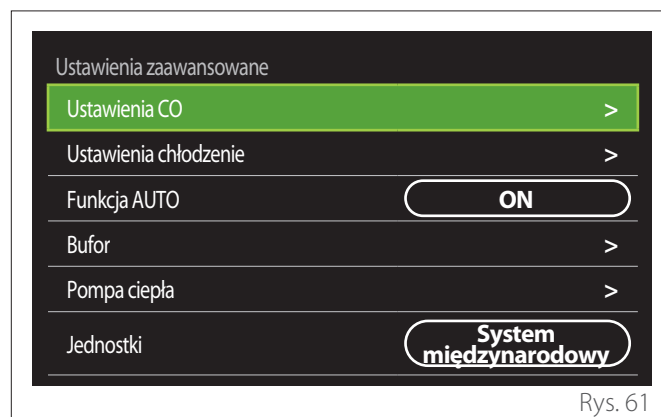 Ustawienia zaawansowane
Ustawienia CO >
Ustawienia chłodzenie >
Funkcja AUTO ON
Bufor >
Pompa ciepła >
Jednostki System
międzynarodowy
Rys. 61